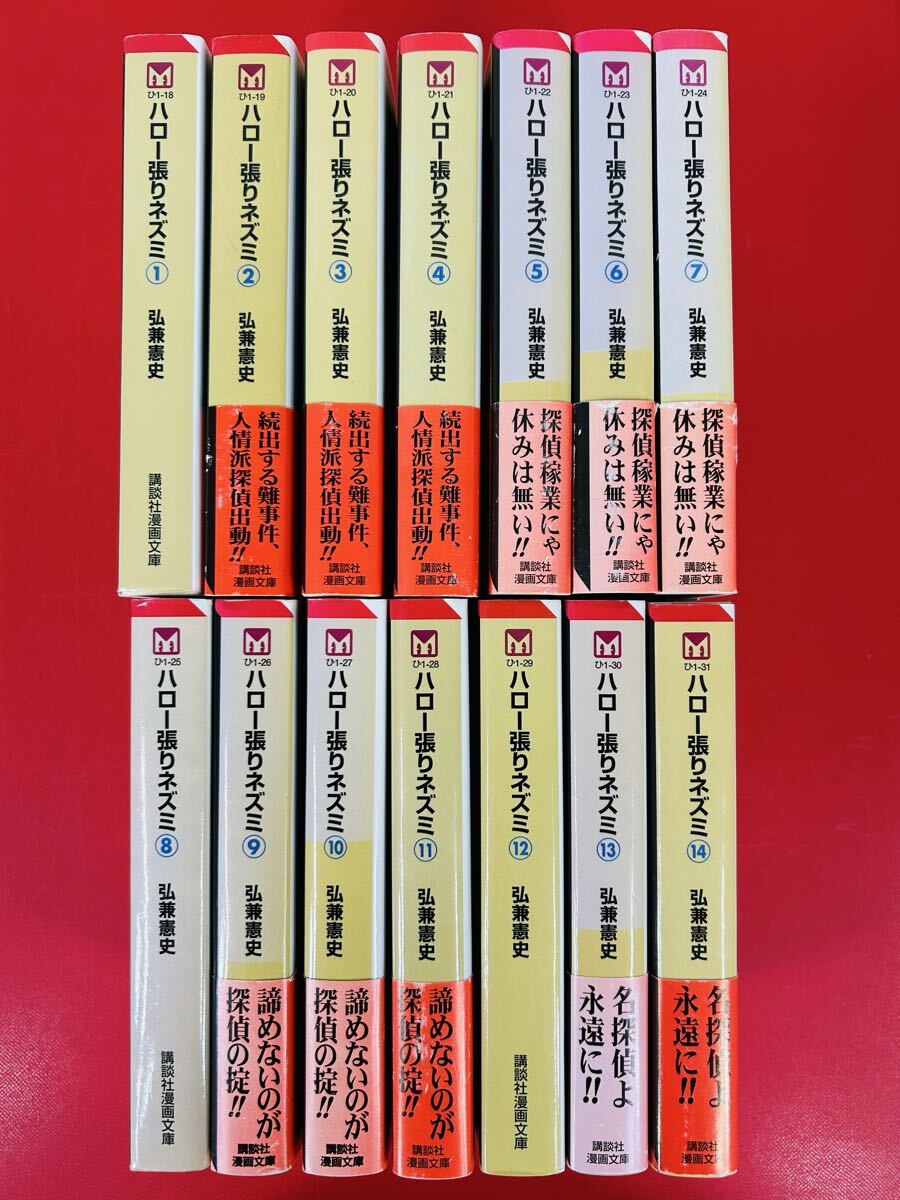 ひ1-18
ハロー張りネズミ
①
弘兼憲史
講談社漫画文庫
ひ1-19
ハロー張りネズミ
②
弘兼憲史
続出する難事件、
人情派探偵出動!!
講談社
漫画文庫
ひ1-20
ハロー張りネズミ
③
弘兼憲史
続出する難事件、
人情派探偵出動!!
講談社
漫画文庫
ひ1-21
ハロー張りネズミ
④
弘兼憲史
続出する難事件、
人情派探偵出動!!
講談社
漫画文庫
ひ1-22
ハロー張りネズミ
⑤
弘兼憲史
探偵稼業にゃ
休みは無い!!
講談社
漫画文庫
ひ1-23
ハロー張りネズミ
⑥
弘兼憲史
探偵稼業にゃ
休みは無い!!
講談社
漫画文庫
ひ1-24
ハロー張りネズミ
⑦
弘兼憲史
探偵稼業にゃ
休みは無い!!
講談社
漫画文庫
ひ1-25
ハロー張りネズミ
⑧
弘兼憲史
講談社漫画文庫
ひ1-26
ハロー張りネズミ
⑨
弘兼憲史
諦めないのが
探偵の掟!!
講談社
漫画文庫
ひ1-27
ハロー張りネズミ
⑩
弘兼憲史
諦めないのが
探偵の掟!!
講談社
漫画文庫
ひ1-28
ハロー張りネズミ
⑪
弘兼憲史
諦めないのが
探偵の掟!!
講談社
漫画文庫
ひ1-29
ハロー張りネズミ
⑫
弘兼憲史
講談社漫画文庫
ひ1-30
ハロー張りネズミ
⑬
弘兼憲史
名探偵よ
永遠に!!
講談社
漫画文庫
ひ1-31
ハロー張りネズミ
⑭
弘兼憲史
名探偵よ
永遠に!!
講談社
漫画文庫